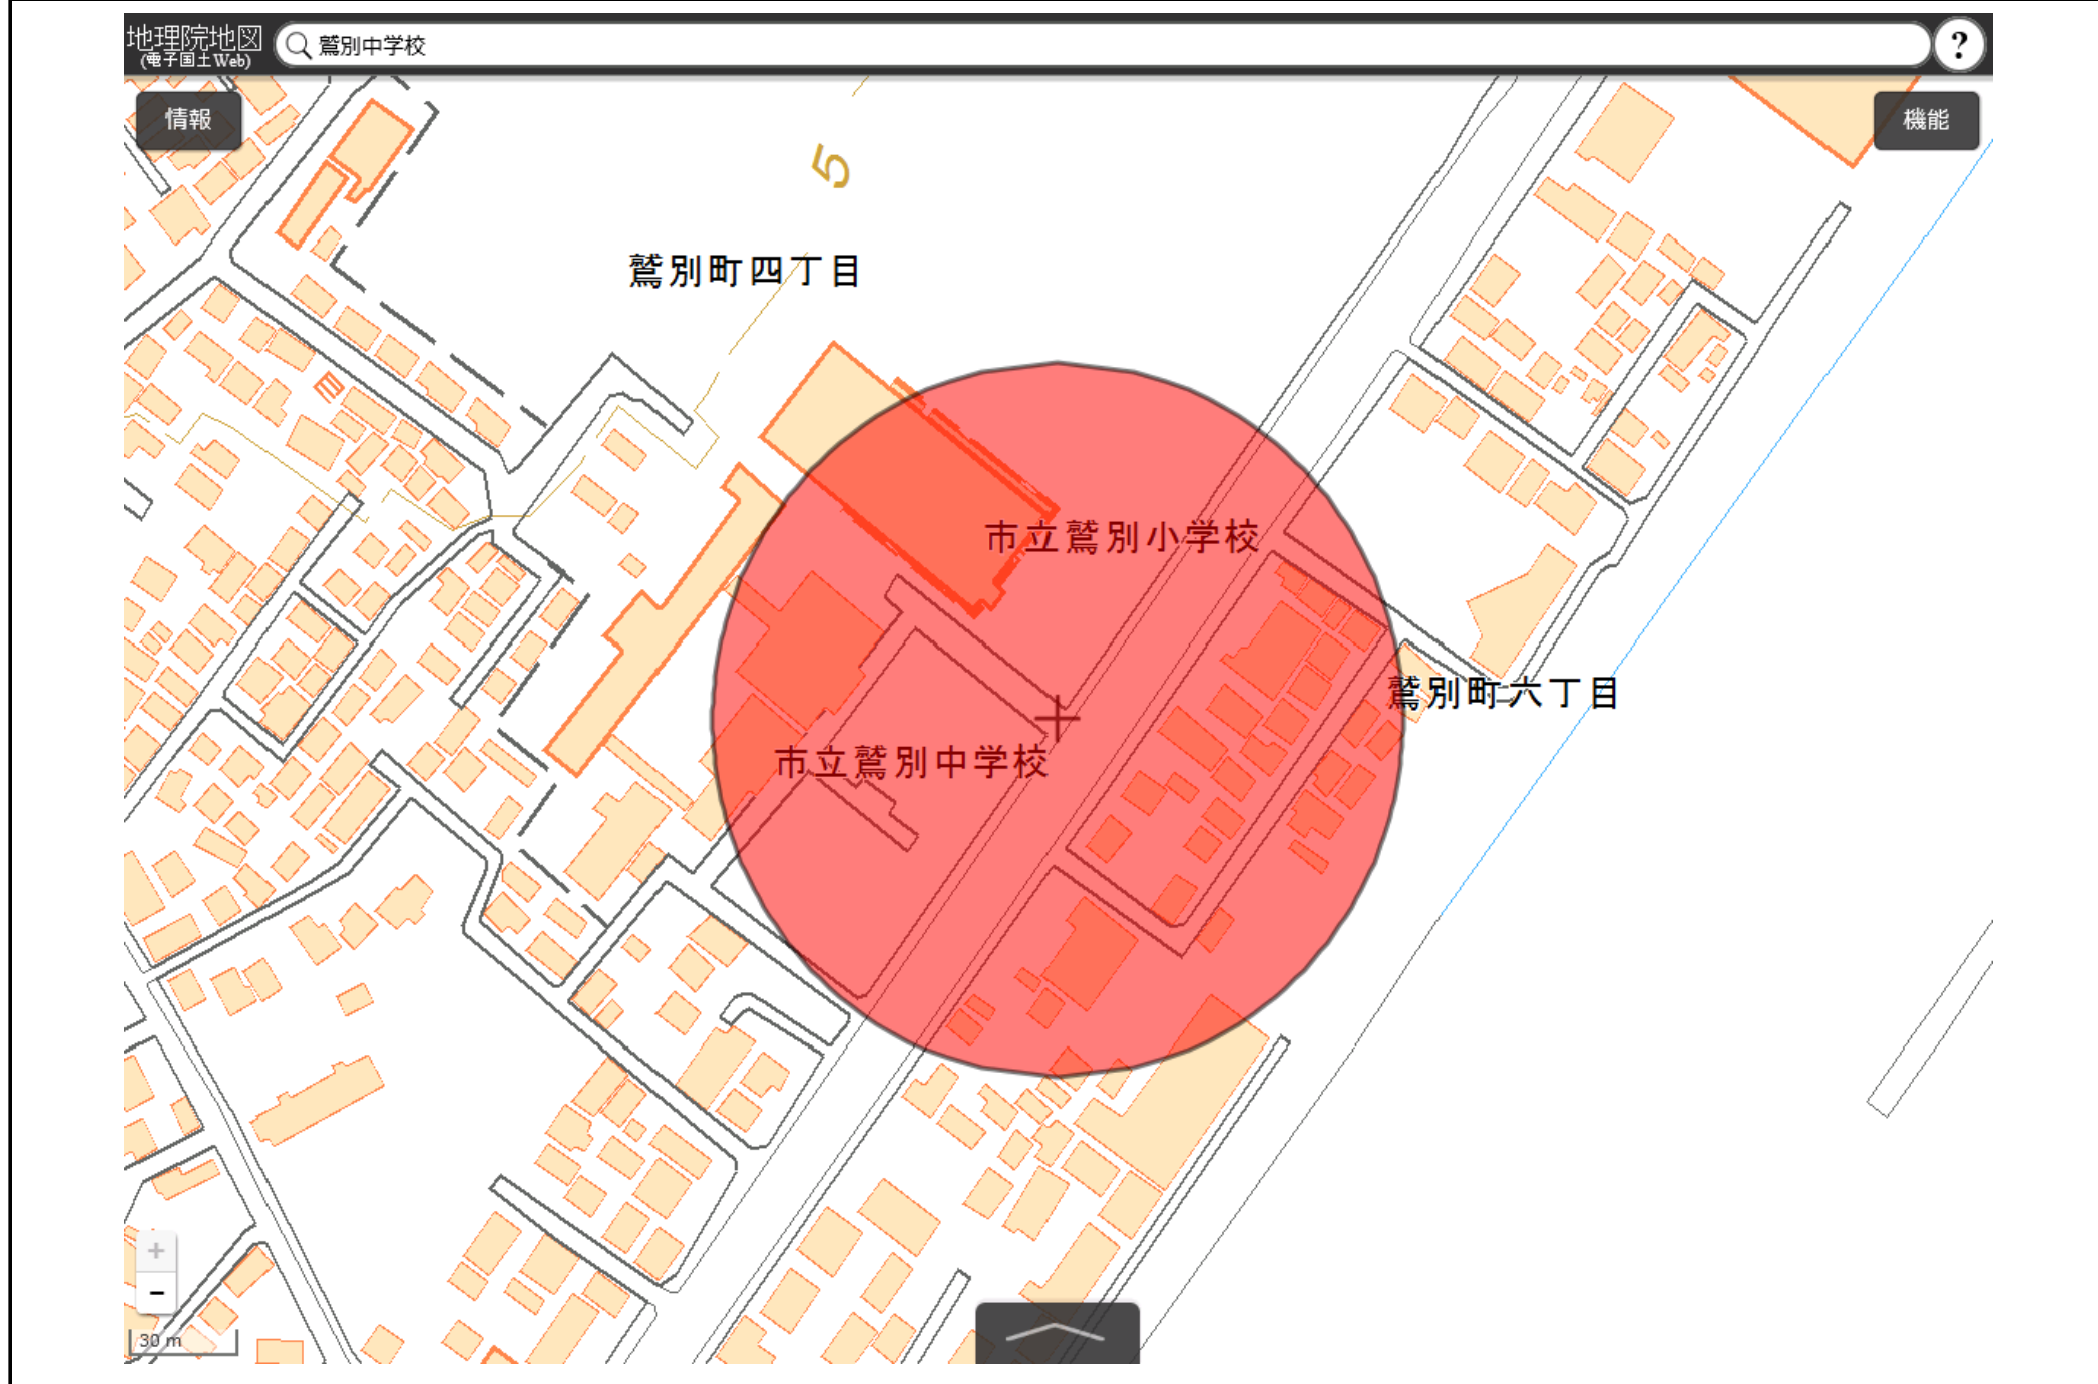 地理院地図
(電子国土Web)
鷲別中学校
?
情報
機能
5
鷲別町四丁目
市立鷲別小学校
鷲別町六丁目
市立鷲別中学校
+
−
30 m